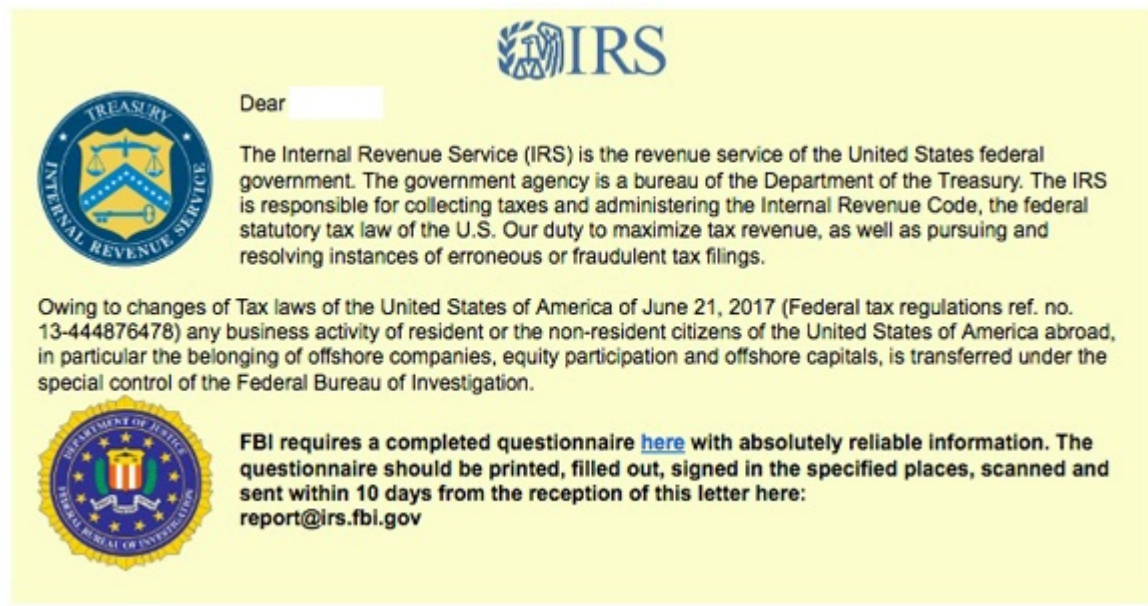 IRS
TREASURY
INTERNAL REVENUE SERVICE
Dear
The Internal Revenue Service (IRS) is the revenue service of the United States federal
government. The government agency is a bureau of the Department of the Treasury. The IRS
is responsible for collecting taxes and administering the Internal Revenue Code, the federal
statutory tax law of the U.S. Our duty to maximize tax revenue, as well as pursuing and
resolving instances of erroneous or fraudulent tax filings.
Owing to changes of Tax laws of the United States of America of June 21, 2017 (Federal tax regulations ref. no.
13-444876478) any business activity of resident or the non-resident citizens of the United States of America abroad,
in particular the belonging of offshore companies, equity participation and offshore capitals, is transferred under the
special control of the Federal Bureau of Investigation.
DEPARTMENT OF JUSTICE
FEDERAL BUREAU OF INVESTIGATION
FBI requires a completed questionnaire here with absolutely reliable information. The
questionnaire should be printed, filled out, signed in the specified places, scanned and
sent within 10 days from the reception of this letter here:
report@irs.fbi.gov